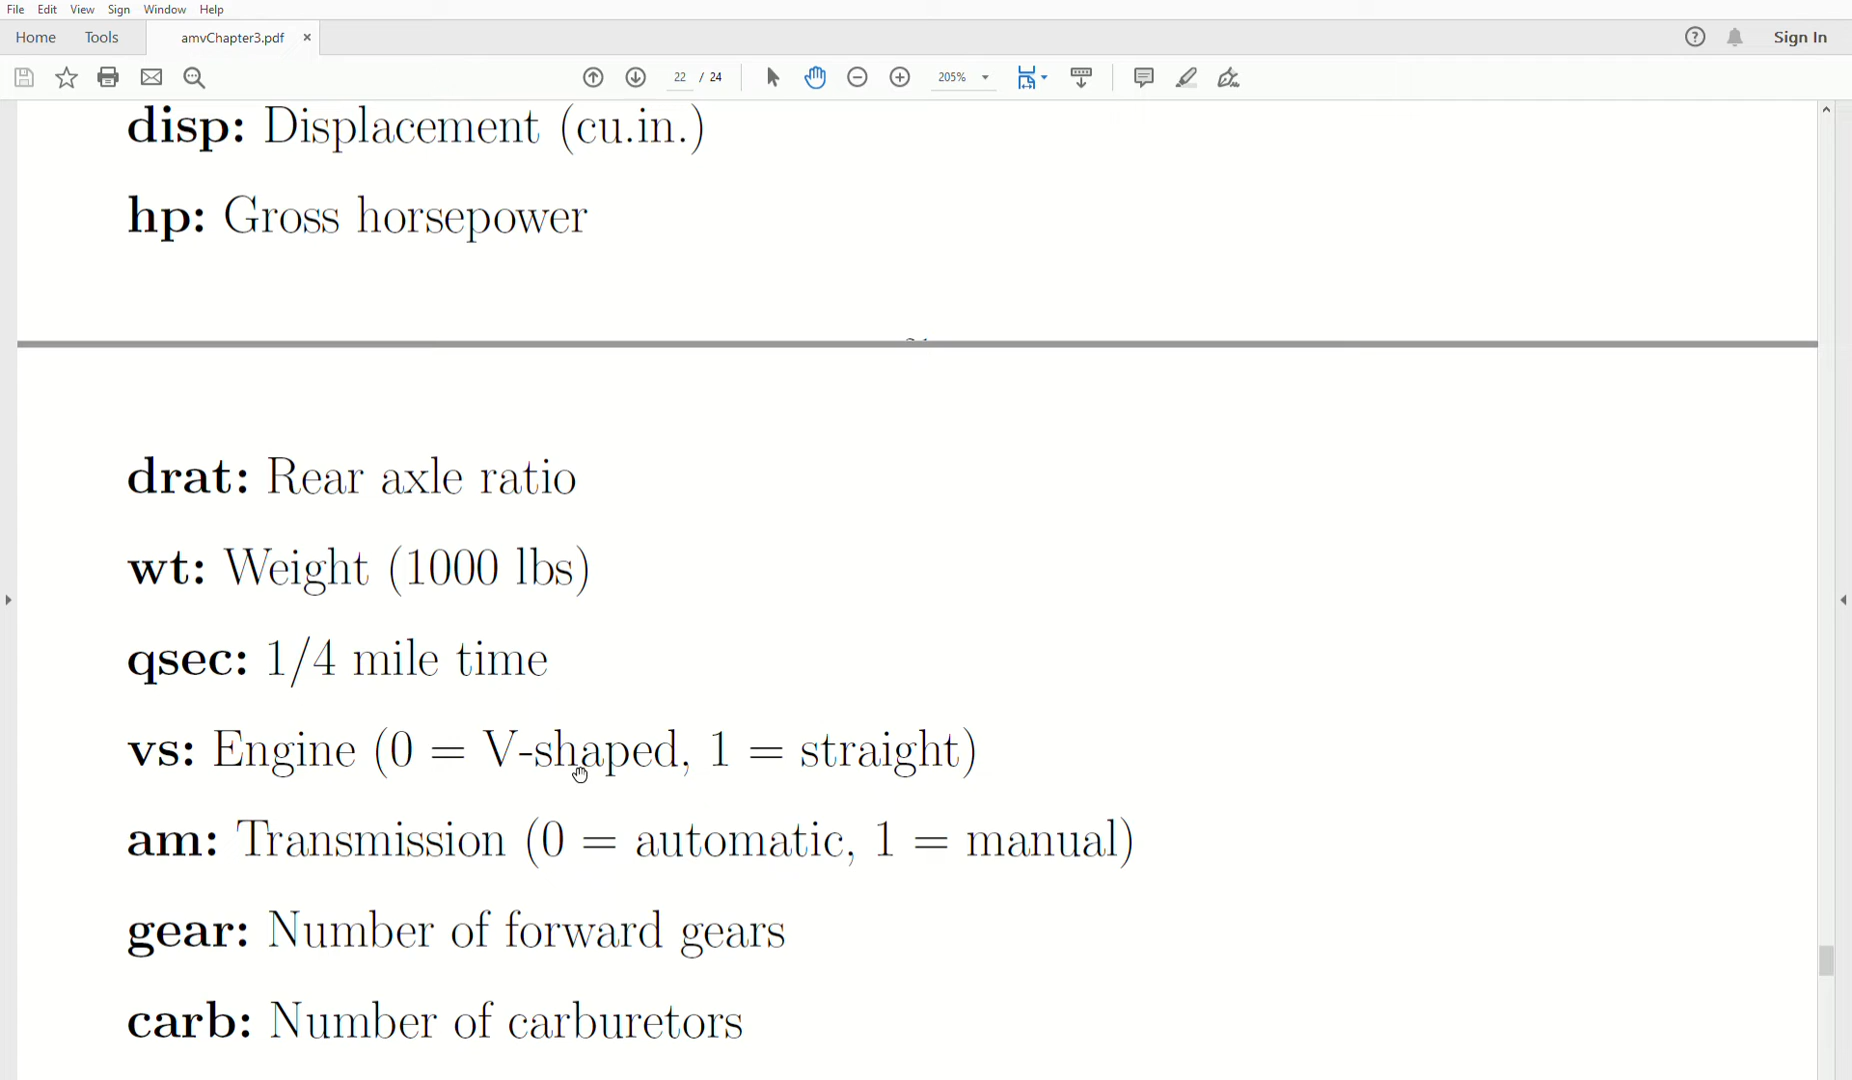 File Edit View Sign Window Help
Home Tools amvChapter3.pdf × Sign In
22 / 24 205%
disp: Displacement (cu.in.)
hp: Gross horsepower
drat: Rear axle ratio
wt: Weight (1000 lbs)
qsec: 1/4 mile time
vs: Engine (0 = V-shaped, 1 = straight)
am: Transmission (0 = automatic, 1 = manual)
gear: Number of forward gears
carb: Number of carburetors